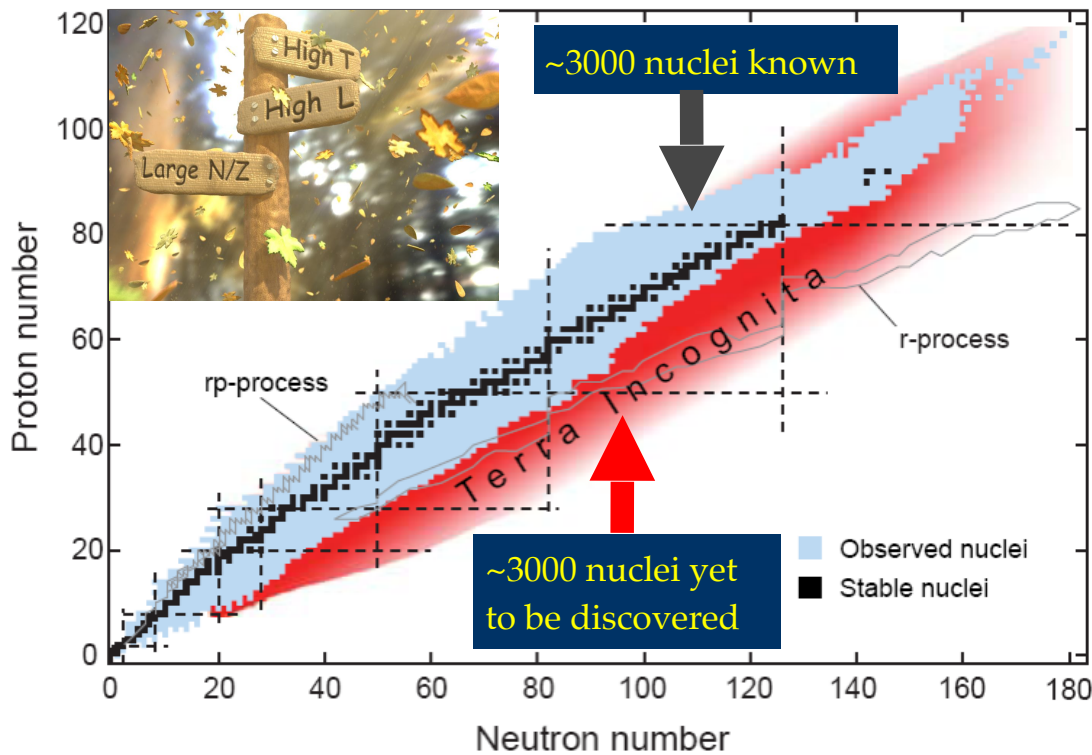 120
100
80
60
40
20
0
Proton number
High T
High L
Large N/Z
~3000 nuclei known
rp-process
r-process
Terra Incognita
~3000 nuclei yet
to be discovered
Observed nuclei
Stable nuclei
0 20 40 60 80 100 126 140 160 180
Neutron number